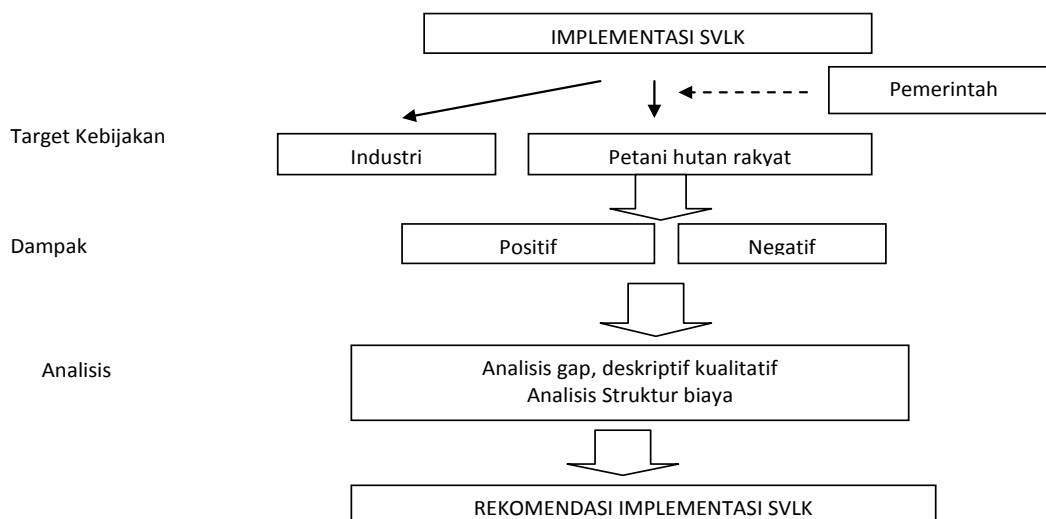 IMPLEMENTASI SVLK
Pemerintah
Target Kebijakan
Industri
Petani hutan rakyat
Dampak
Positif
Negatif
Analisis
Analisis gap, deskriptif kualitatif
Analisis Struktur biaya
REKOMENDASI IMPLEMENTASI SVLK